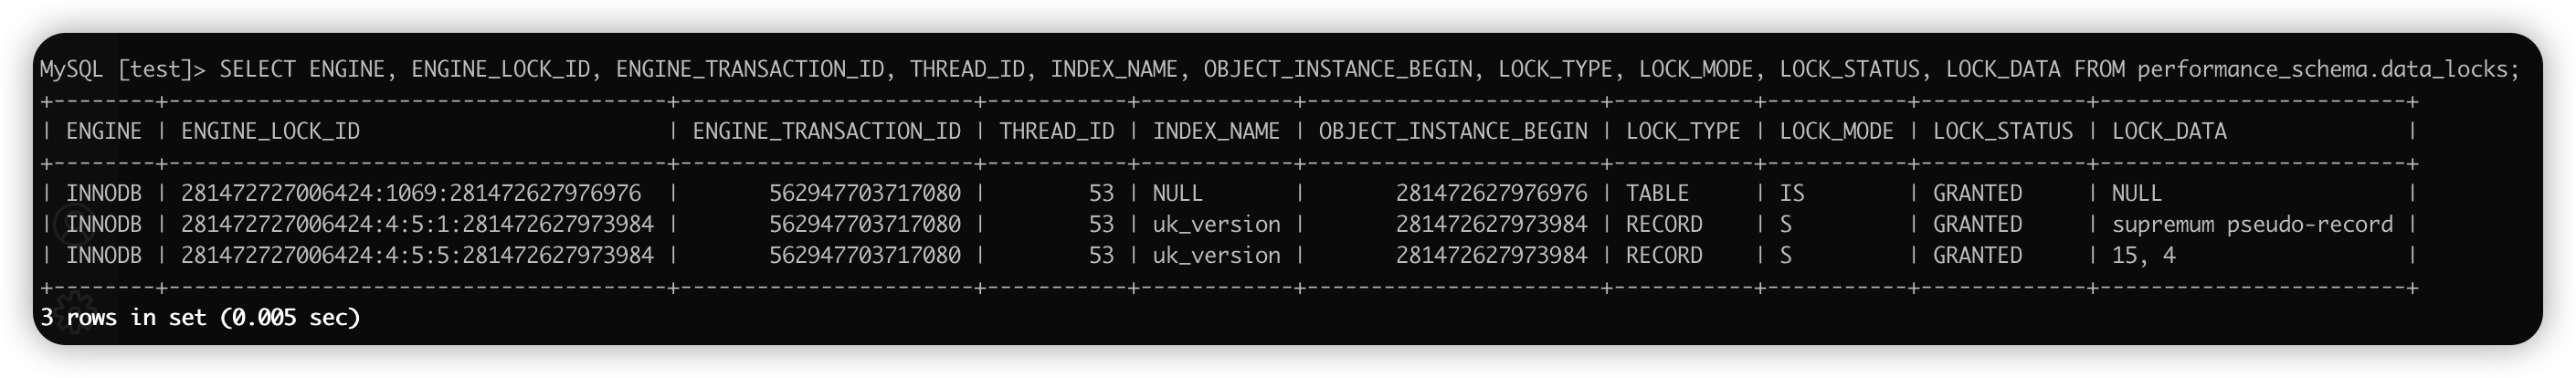 MySQL [test]> SELECT ENGINE, ENGINE_LOCK_ID, ENGINE_TRANSACTION_ID, THREAD_ID, INDEX_NAME, OBJECT_INSTANCE_BEGIN, LOCK_TYPE, LOCK_MODE, LOCK_STATUS, LOCK_DATA FROM performance_schema.data_locks;
+--------+----------------------------------+-----------------------+-----------+------------+-----------------------+-----------+-----------+-------------+------------------------+
| ENGINE | ENGINE_LOCK_ID                   | ENGINE_TRANSACTION_ID | THREAD_ID | INDEX_NAME | OBJECT_INSTANCE_BEGIN | LOCK_TYPE | LOCK_MODE | LOCK_STATUS | LOCK_DATA              |
+--------+----------------------------------+-----------------------+-----------+------------+-----------------------+-----------+-----------+-------------+------------------------+
| INNODB | 281472727006424:1069:281472627976976  |       562947703717080 |        53 | NULL       |       281472627976976 | TABLE     | IS        | GRANTED     | NULL                   |
| INNODB | 281472727006424:4:5:1:281472627973984 |       562947703717080 |        53 | uk_version |       281472627973984 | RECORD    | S         | GRANTED     | supremum pseudo-record |
| INNODB | 281472727006424:4:5:5:281472627973984 |       562947703717080 |        53 | uk_version |       281472627973984 | RECORD    | S         | GRANTED     | 15, 4                  |
+--------+----------------------------------+-----------------------+-----------+------------+-----------------------+-----------+-----------+-------------+------------------------+
3 rows in set (0.005 sec)